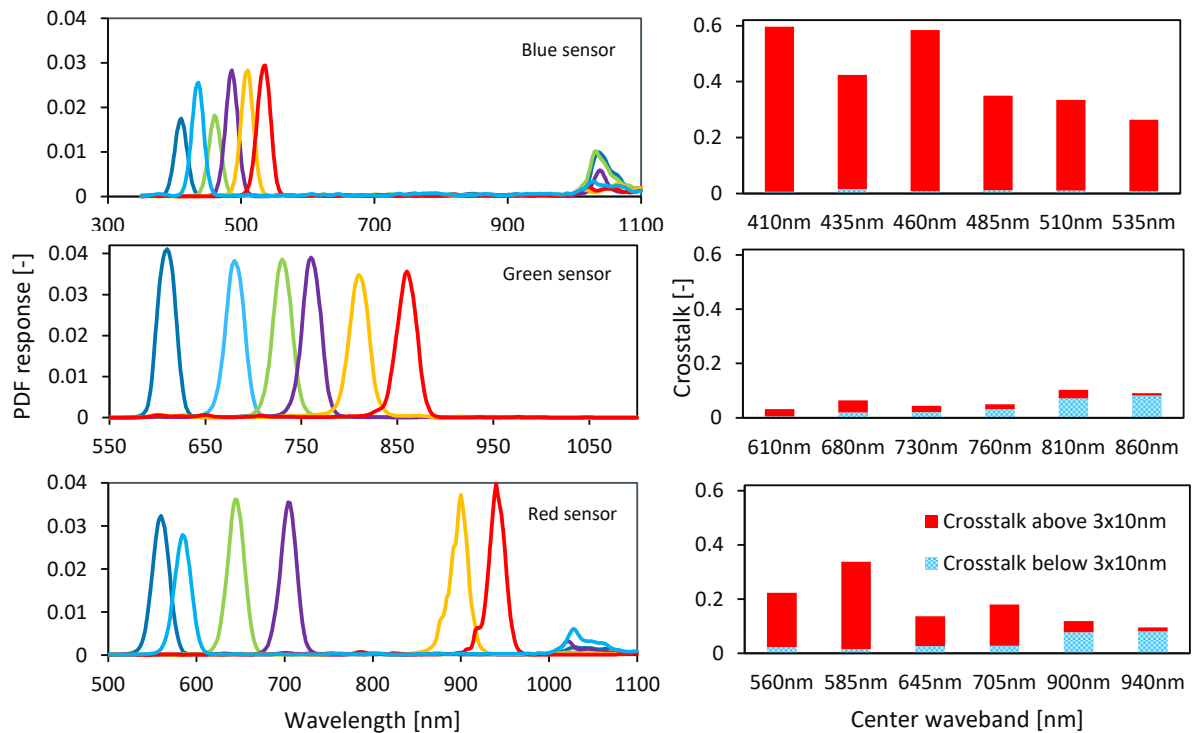 0.04
0.03
0.02
0.01
0
Blue sensor
300 500 700 900 1100
0.6
0.4
0.2
0
410nm 435nm 460nm 485nm 510nm 535nm
PDF response [-]
0.04
0.03
0.02
0.01
0
Green sensor
550 650 750 850 950 1050
Crosstalk [-]
0.6
0.4
0.2
0
610nm 680nm 730nm 760nm 810nm 860nm
0.04
0.03
0.02
0.01
0
Red sensor
500 600 700 800 900 1000 1100
Wavelength [nm]
0.6
0.4
0.2
0
Crosstalk above 3x10nm
Crosstalk below 3x10nm
560nm 585nm 645nm 705nm 900nm 940nm
Center waveband [nm]